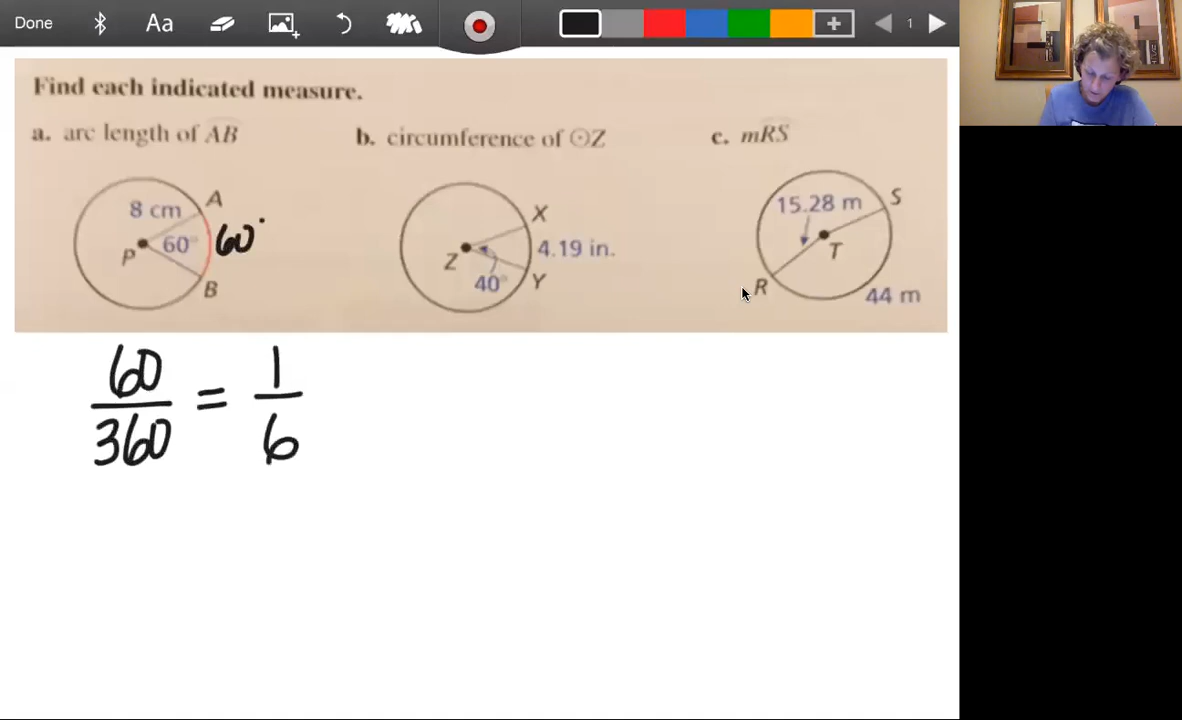 Done Aa 1
Find each indicated measure.
a. arc length of AB
b. circumference of ⊙Z
c. mRS
8 cm A
P 60° 60°
B
X
Z 4.19 in.
40° Y
15.28 m S
T
R 44 m
60/360 = 1/6